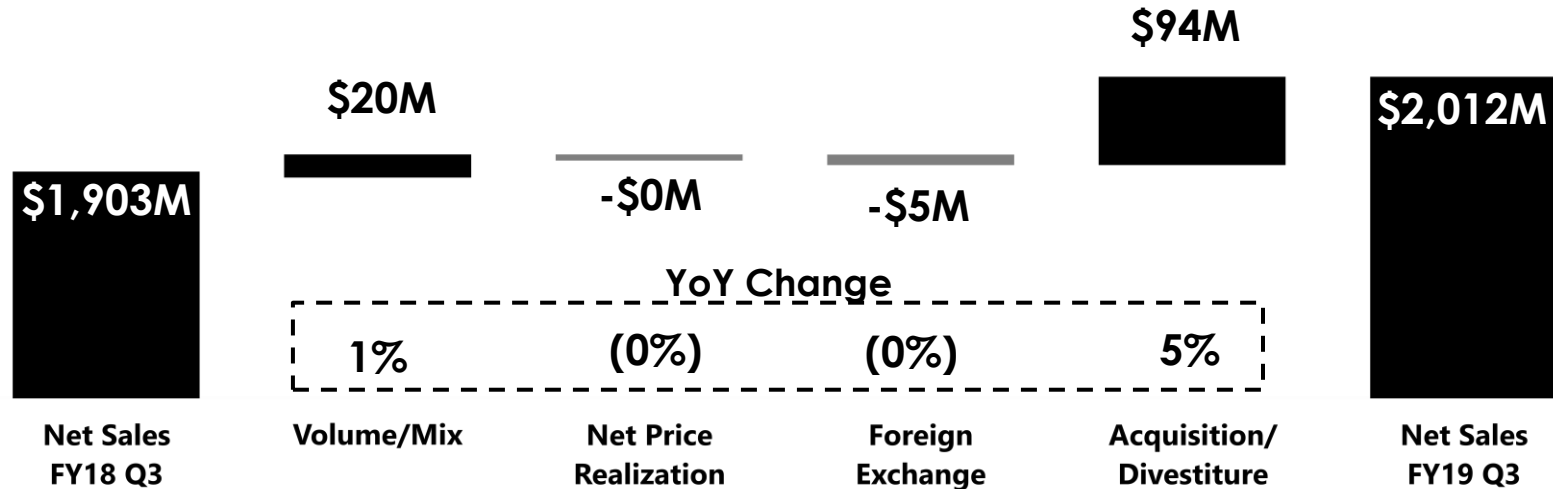 $94M
$20M
$2,012M
$1,903M
-$0M
-$5M
YoY Change
1%
(0%)
(0%)
5%
Net Sales
FY18 Q3
Volume/Mix
Net Price
Realization
Foreign
Exchange
Acquisition/
Divestiture
Net Sales
FY19 Q3